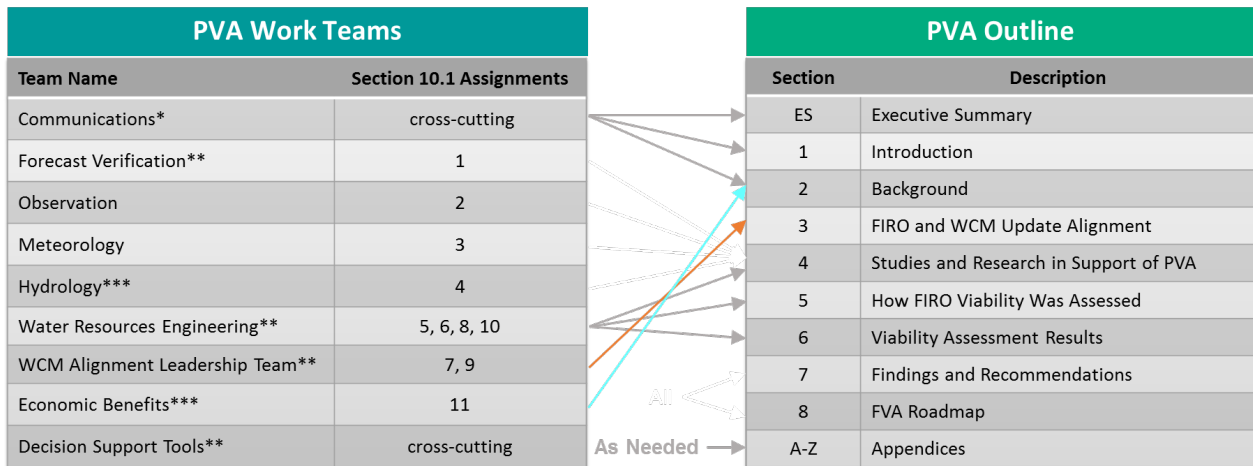 PVA Work Teams
Team Name Section 10.1 Assignments
Communications* cross-cutting
Forecast Verification** 1
Observation 2
Meteorology 3
Hydrology*** 4
Water Resources Engineering** 5, 6, 8, 10
WCM Alignment Leadership Team** 7, 9
Economic Benefits*** 11
Decision Support Tools** cross-cutting
All
As Needed
PVA Outline
Section Description
ES Executive Summary
1 Introduction
2 Background
3 FIRO and WCM Update Alignment
4 Studies and Research in Support of PVA
5 How FIRO Viability Was Assessed
6 Viability Assessment Results
7 Findings and Recommendations
8 FVA Roadmap
A-Z Appendices